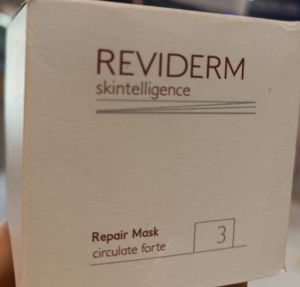 REVIDERM
skintelligence
Repair Mask
circulate forte
3